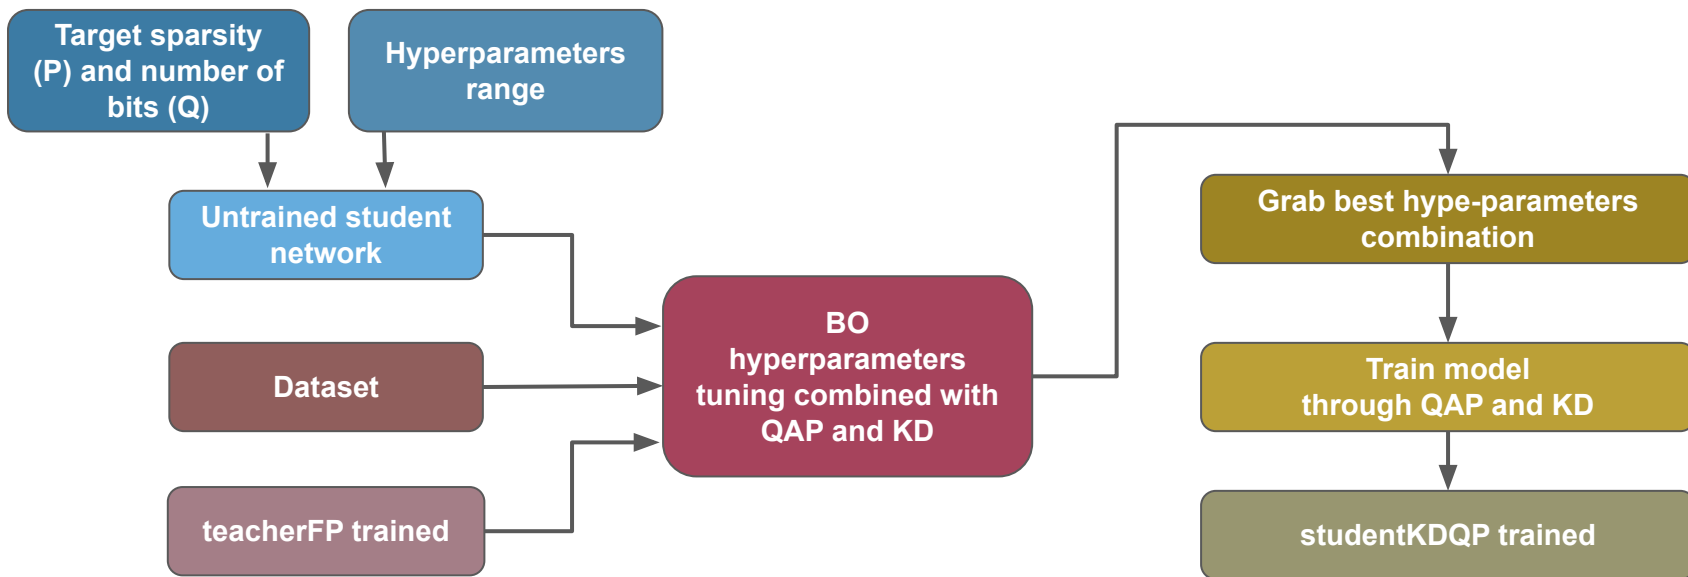 Target sparsity
(P) and number of
bits (Q)
Hyperparameters
range
Untrained student
network
Dataset
teacherFP trained
BO
hyperparameters
tuning combined with
QAP and KD
Grab best hype-parameters
combination
Train model
through QAP and KD
studentKDQP trained